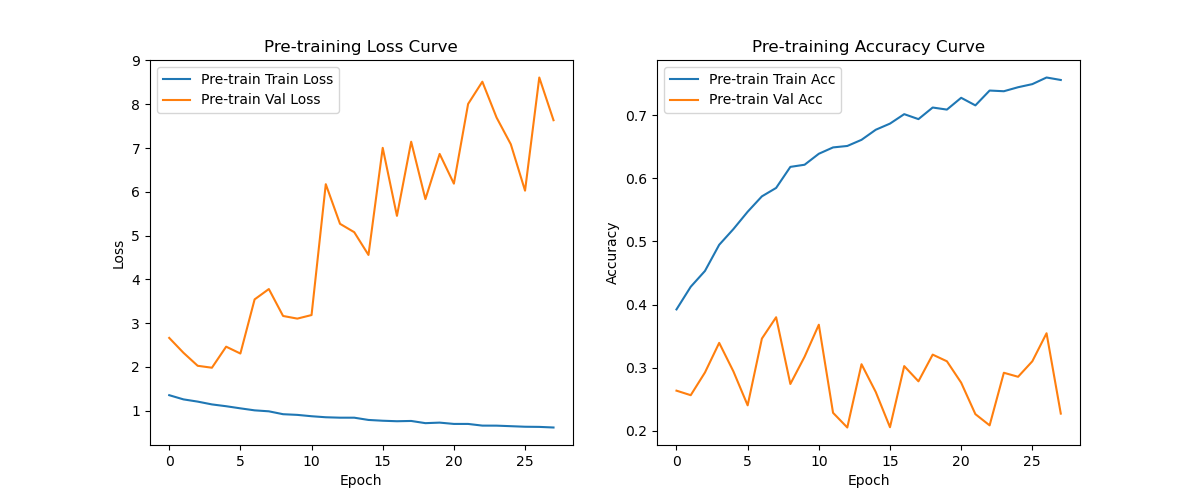 Pre-training Loss Curve
Pre-train Train Loss
Pre-train Val Loss
9
8
7
6
5
4
3
2
1
Loss
0 5 10 15 20 25
Epoch
Pre-training Accuracy Curve
Pre-train Train Acc
Pre-train Val Acc
0.7
0.6
0.5
0.4
0.3
0.2
Accuracy
0 5 10 15 20 25
Epoch